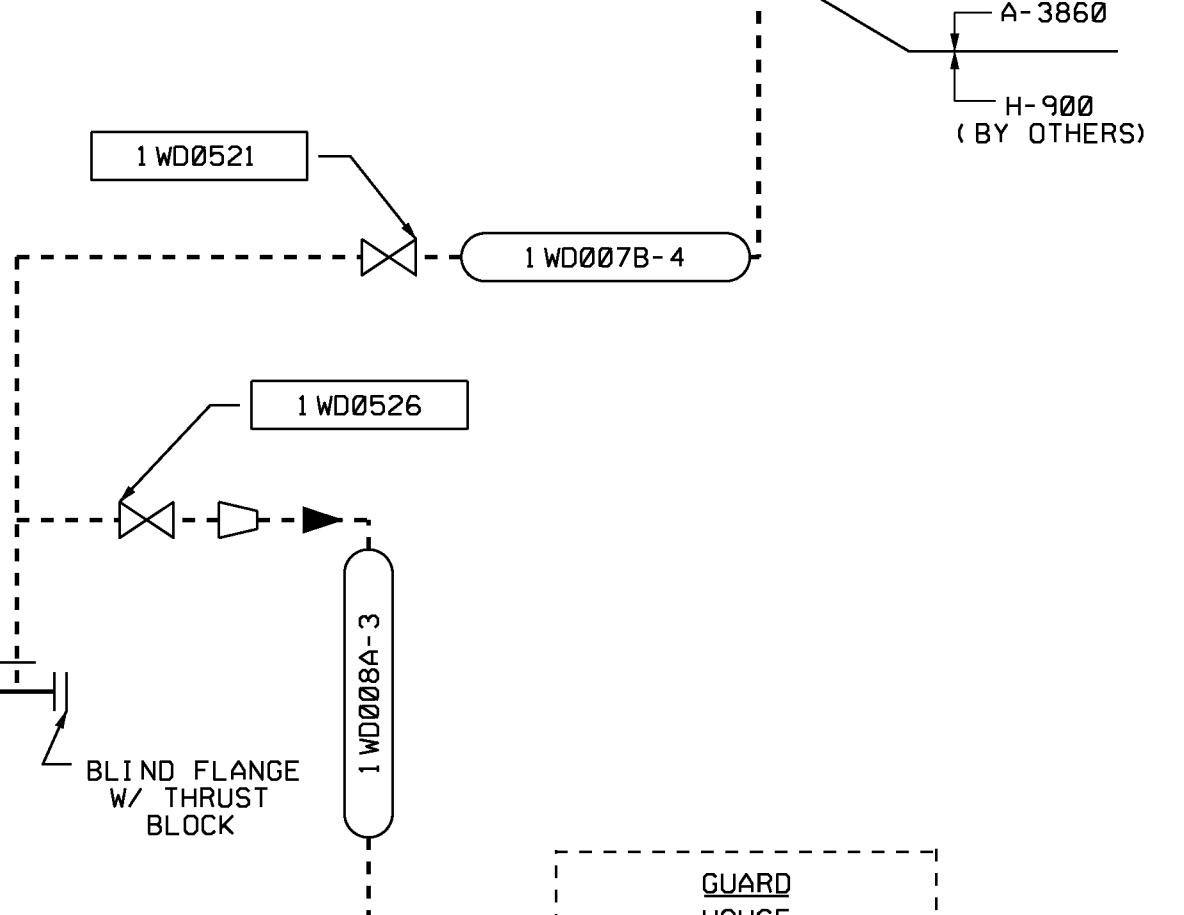 A-3860
H-900
(BY OTHERS)
1WD0521
1WD007B-4
1WD0526
1WD008A-3
BLIND FLANGE
W/ THRUST
BLOCK
GUARD